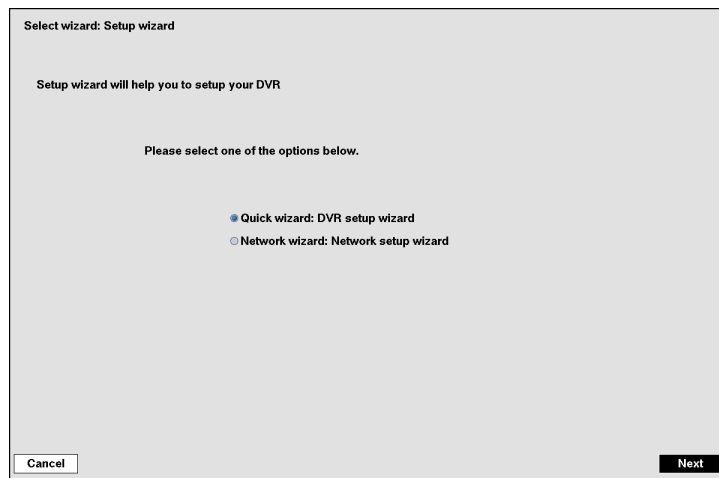 Select wizard: Setup wizard
Setup wizard will help you to setup your DVR
Please select one of the options below.
Quick wizard: DVR setup wizard
Network wizard: Network setup wizard
Cancel
Next